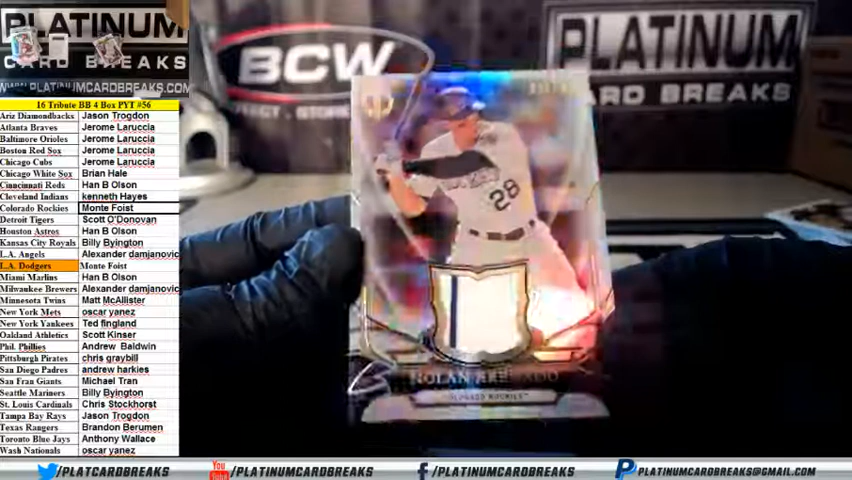 PLATINUM
CARD BREAKS
WWW.PLATINUMCARDBREAKS.COM
BCW
PLATINUM
CARD BREAKS
16 Tribute BB 4 Box PYT #56
Ariz Diamondbacks Jason Trogdon
Atlanta Braves Jerome Laruccia
Baltimore Orioles Jerome Laruccia
Boston Red Sox Jerome Laruccia
Chicago Cubs Jerome Laruccia
Chicago White Sox Brian Hale
Cincinnati Reds Han B Olson
Cleveland Indians kenneth Hayes
Colorado Rockies Monte Foist
Detroit Tigers Scott O'Donovan
Houston Astros Han B Olson
Kansas City Royals Billy Byington
L.A. Angels Alexander damjanovic
L.A. Dodgers Monte Foist
Miami Marlins Han B Olson
Milwaukee Brewers Alexander damjanovic
Minnesota Twins Matt McAllister
New York Mets oscar yanez
New York Yankees Ted fingland
Oakland Athletics Scott Kinser
Phil. Phillies Andrew Baldwin
Pittsburgh Pirates chris graybill
San Diego Padres andrew harkies
San Fran Giants Michael Tran
Seattle Mariners Billy Byington
St. Louis Cardinals Chris Stockhorst
Tampa Bay Rays Jason Trogdon
Texas Rangers Brandon Berumen
Toronto Blue Jays Anthony Wallace
Wash Nationals oscar yanez
28
NOLAN ARENADO
COLORADO ROCKIES
/PLATCARDBREAKS
You Tube /PLATINUMCARDBREAKS
f/PLATINUMCARDBREAKS
PLATINUMCARDBREAKS@GMAIL.COM